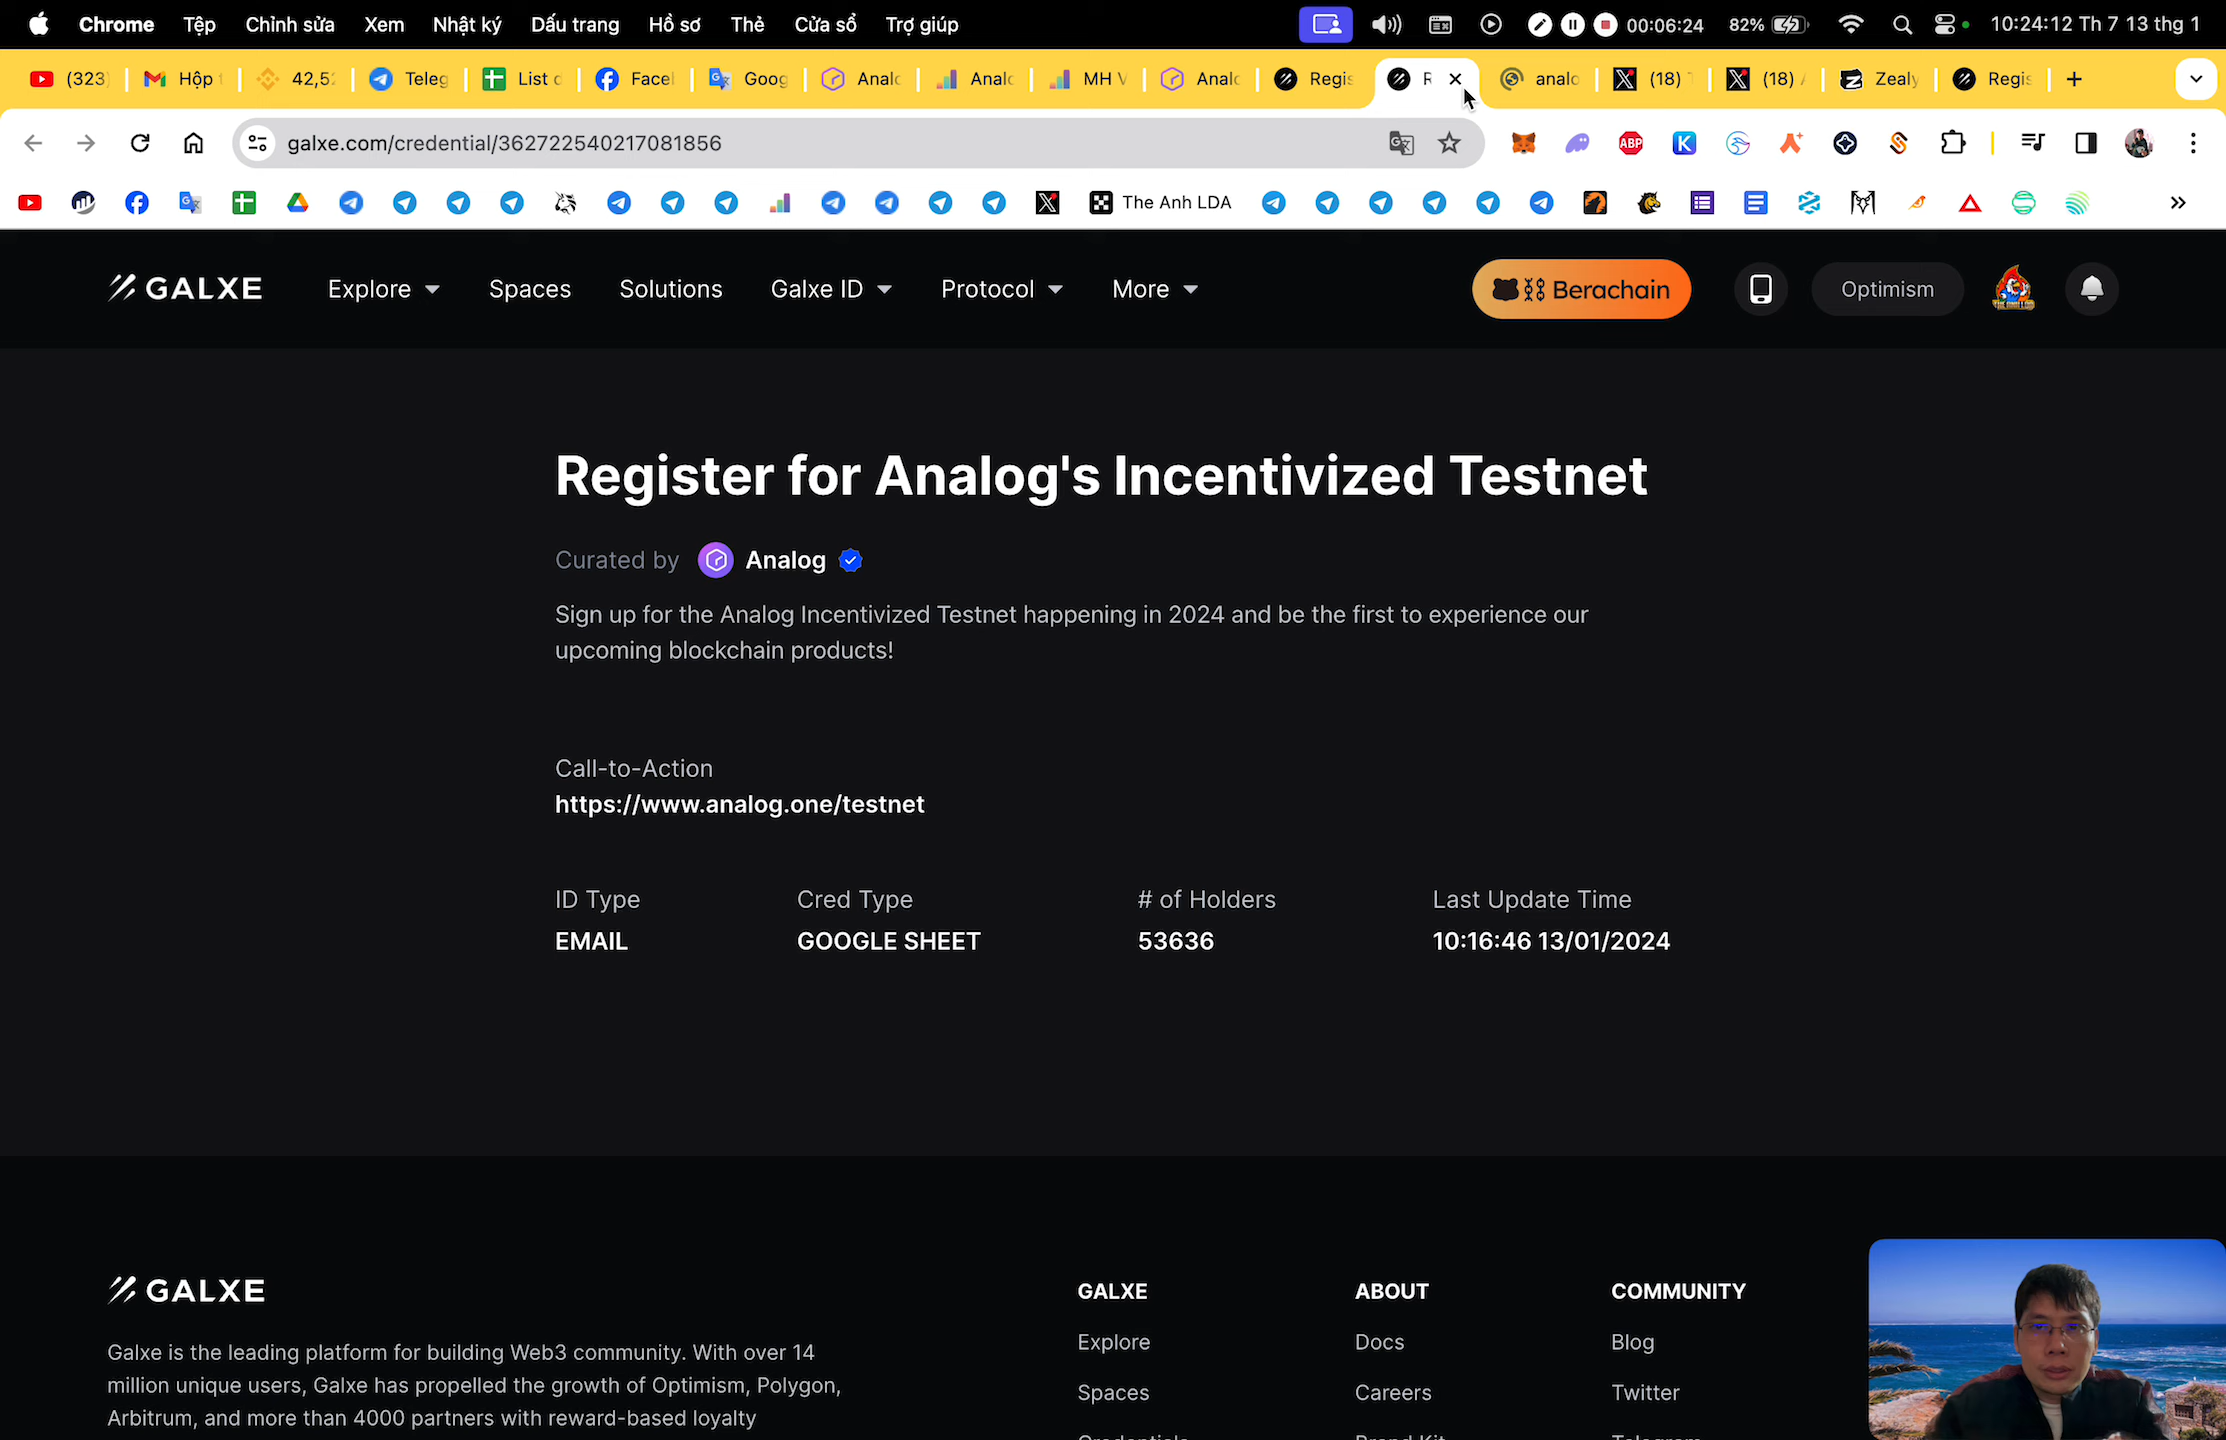 Chrome Tệp Chỉnh sửa Xem Nhật ký Dấu trang Hồ sơ Thẻ Cửa sổ Trợ giúp 00:06:24 82% 10:24:12 Th 7 13 thg 1
(323) Hộp 42,5 Teleg List Facel Goog Analo MH V Analo Regis R analo (18) (18) Zealy Regis
galxe.com/credential/362722540217081856 ABP
The Anh LDA
GALXE Explore Spaces Solutions Galxe ID Protocol More Berachain Optimism
Register for Analog's Incentivized Testnet
Curated by Analog
Sign up for the Analog Incentivized Testnet happening in 2024 and be the first to experience our
upcoming blockchain products!
Call-to-Action
https://www.analog.one/testnet
ID Type Cred Type # of Holders Last Update Time
EMAIL GOOGLE SHEET 53636 10:16:46 13/01/2024
GALXE GALXE ABOUT COMMUNITY
Explore Docs Blog
Galxe is the leading platform for building Web3 community. With over 14
million unique users, Galxe has propelled the growth of Optimism, Polygon,
Spaces Careers Twitter
Arbitrum, and more than 4000 partners with reward-based loyalty